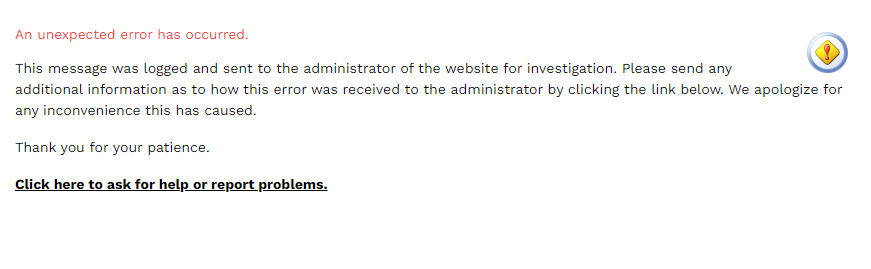 An unexpected error has occurred.
This message was logged and sent to the administrator of the website for investigation. Please send any
additional information as to how this error was received to the administrator by clicking the link below. We apologize for
any inconvenience this has caused.
Thank you for your patience.
Click here to ask for help or report problems.